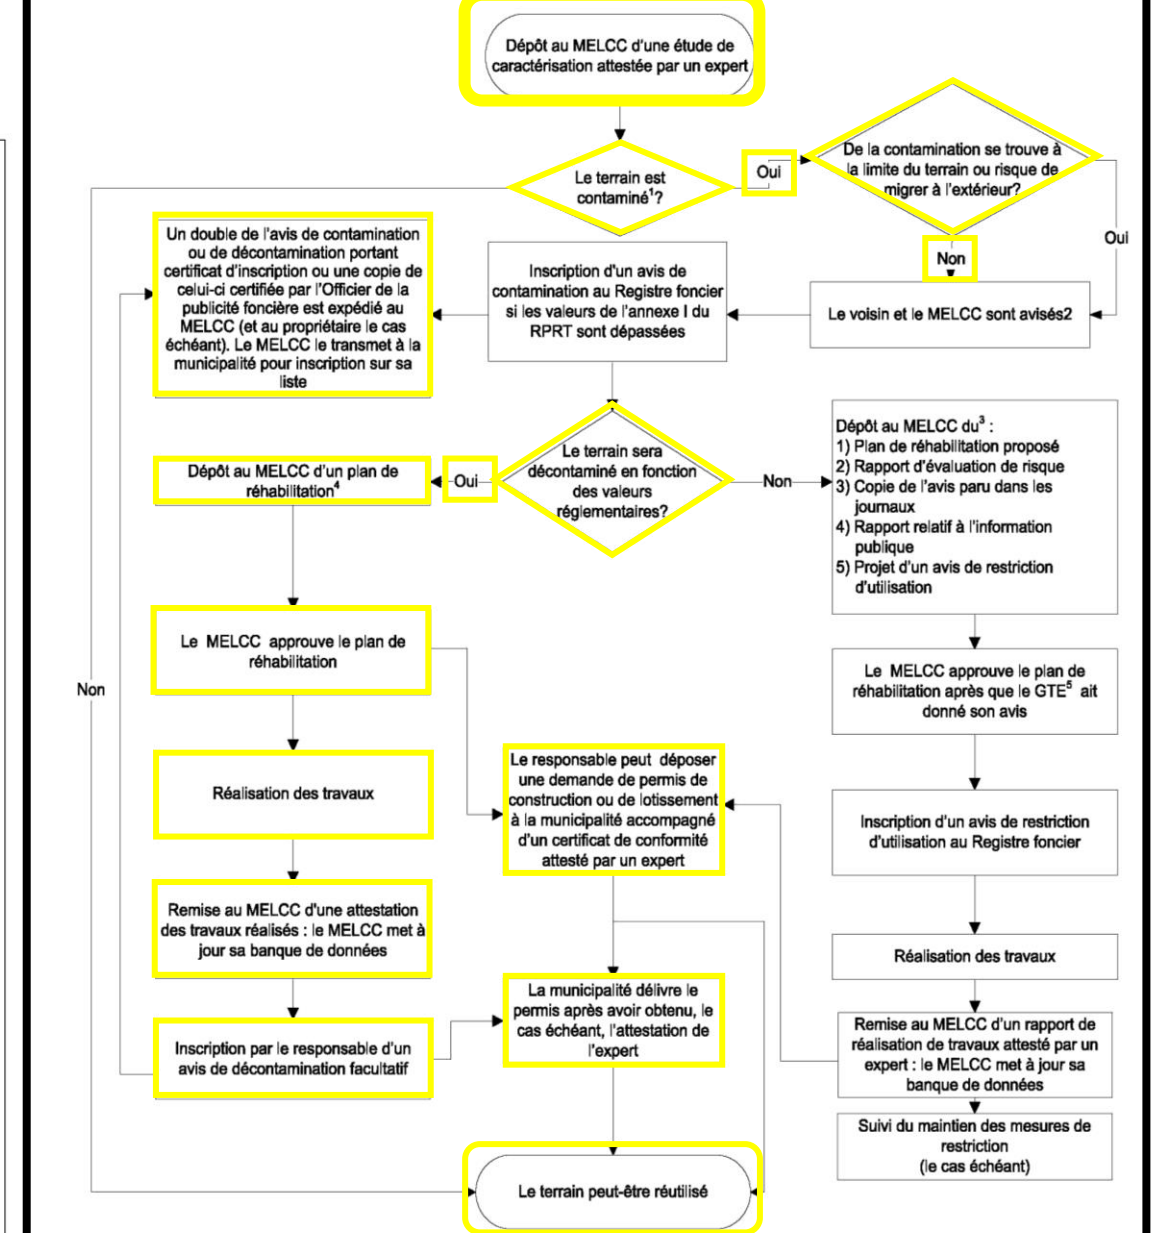 Dépôt au MELCC d'une étude de
caractérisation attestée par un expert
Le terrain est
contaminé¹?
Oui
De la contamination se trouve à
la limite du terrain ou risque de
migrer à l'extérieur?
Oui
Non
Le voisin et le MELCC sont avisés2
Inscription d'un avis de
contamination au Registre foncier
si les valeurs de l'annexe I du
RPRT sont dépassées
Un double de l'avis de contamination
ou de décontamination portant
certificat d'inscription ou une copie de
celui-ci certifiée par l'Officier de la
publicité foncière est expédié au
MELCC (et au propriétaire le cas
échéant). Le MELCC le transmet à la
municipalité pour inscription sur sa
liste
Le terrain sera
décontaminé en fonction
des valeurs
réglementaires?
Oui
Non
Dépôt au MELCC d'un plan de
réhabilitation⁴
Dépôt au MELCC du³ :
1) Plan de réhabilitation proposé
2) Rapport d'évaluation de risque
3) Copie de l'avis paru dans les
journaux
4) Rapport relatif à l'information
publique
5) Projet d'un avis de restriction
d'utilisation
Le MELCC approuve le plan de
réhabilitation
Le MELCC approuve le plan de
réhabilitation après que le GTE⁵ ait
donné son avis
Non
Réalisation des travaux
Le responsable peut déposer
une demande de permis de
construction ou de lotissement
à la municipalité accompagné
d'un certificat de conformité
attesté par un expert
Inscription d'un avis de restriction
d'utilisation au Registre foncier
Remise au MELCC d'une attestation
des travaux réalisés : le MELCC met à
jour sa banque de données
Réalisation des travaux
La municipalité délivre le
permis après avoir obtenu, le
cas échéant, l'attestation de
l'expert
Inscription par le responsable d'un
avis de décontamination facultatif
Remise au MELCC d'un rapport de
réalisation de travaux attesté par un
expert : le MELCC met à jour sa
banque de données
Suivi du maintien des mesures de
restriction
(le cas échéant)
Le terrain peut-être réutilisé